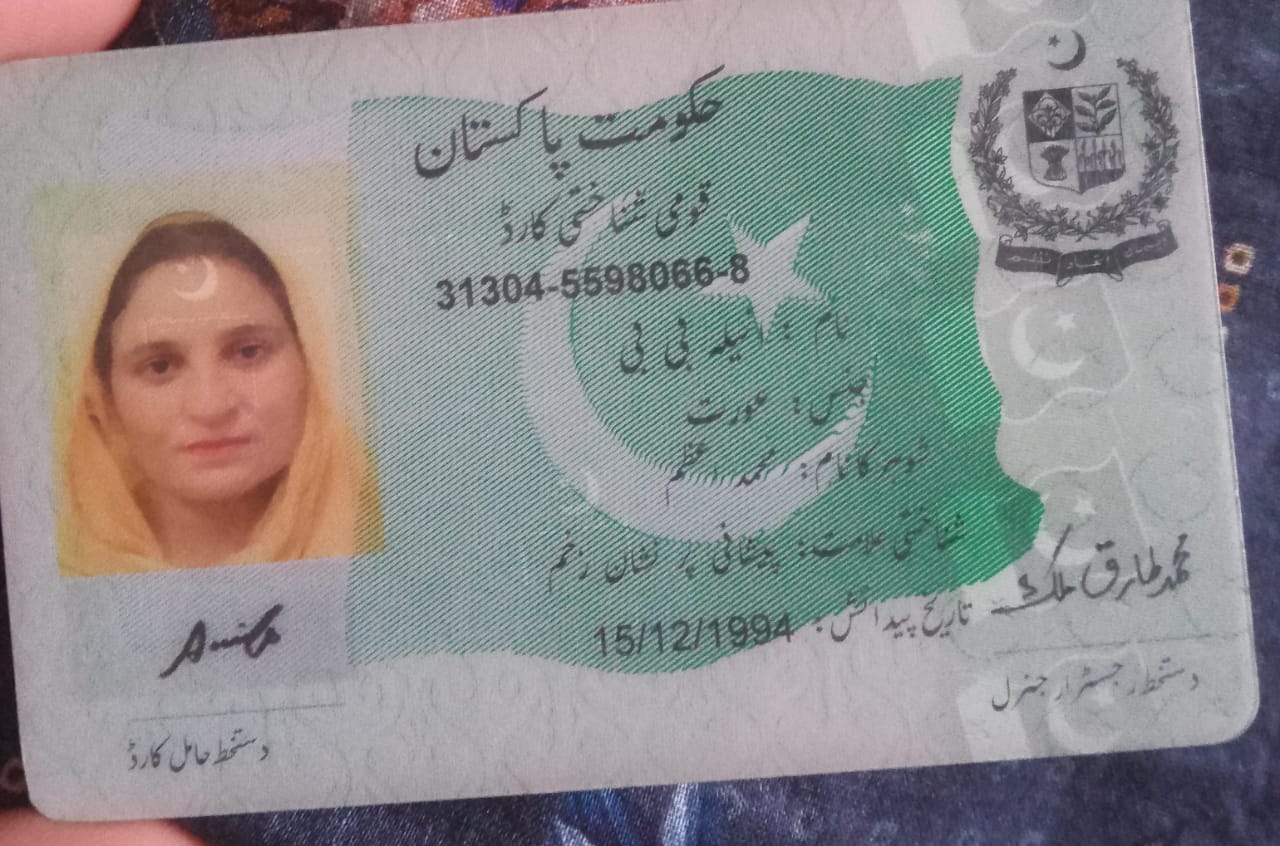 حکومت پاکستان
قومی شناختی کارڈ
31304-5598066-8
نام : انیلہ بی بی
جنس: عورت
شوہر کا نام: محمد اعظم
شناختی علامت: پیشانی پر نشان زخم
تاریخ پیدائش: 15/12/1994
محمد طارق ملک
دستخط رجسٹرار جنرل
دستخط حامل کارڈ